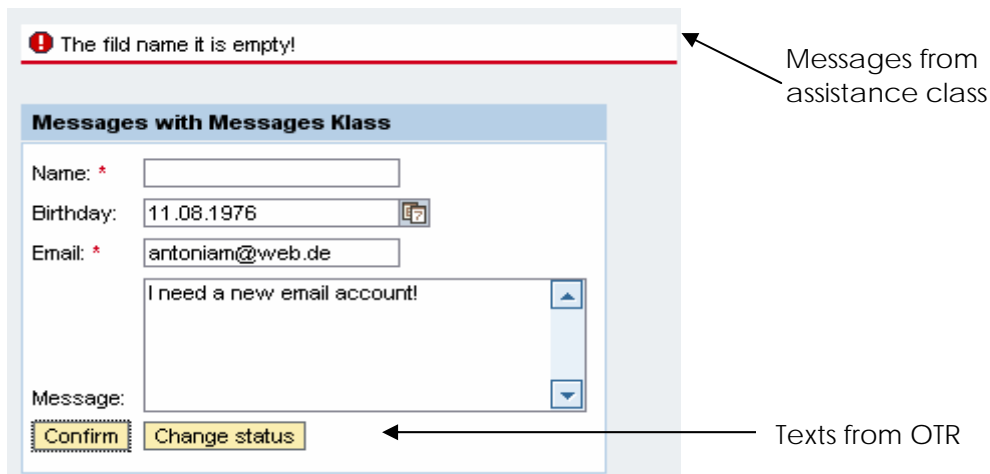 The fild name it is empty!
Messages from
assistance class
Messages with Messages Klass
Name: *
Birthday: 11.08.1976
Email: * antoniam@web.de
I need a new email account!
Message:
Confirm Change status
Texts from OTR